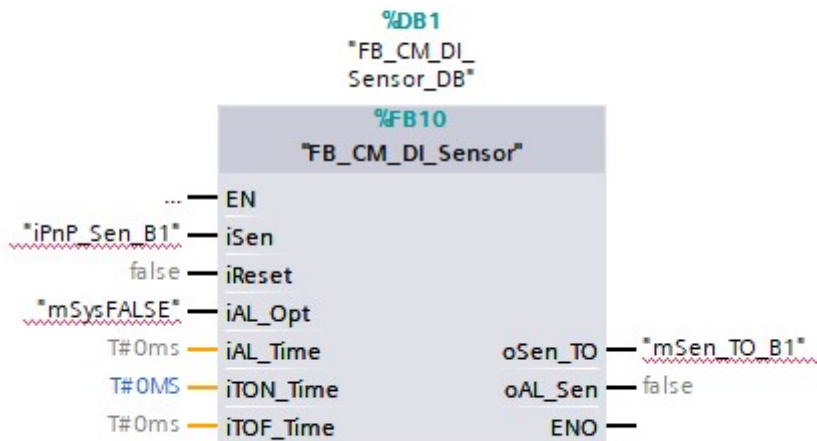 %DB1
"FB_CM_DI_
Sensor_DB"
%FB10
"FB_CM_DI_Sensor"
... EN
"iPnP_Sen_B1" iSen
false iReset
"mSysFALSE" iAL_Opt
T#0ms iAL_Time oSen_TO "mSen_TO_B1"
T#0MS iTON_Time oAL_Sen false
T#0ms iTOF_Time ENO